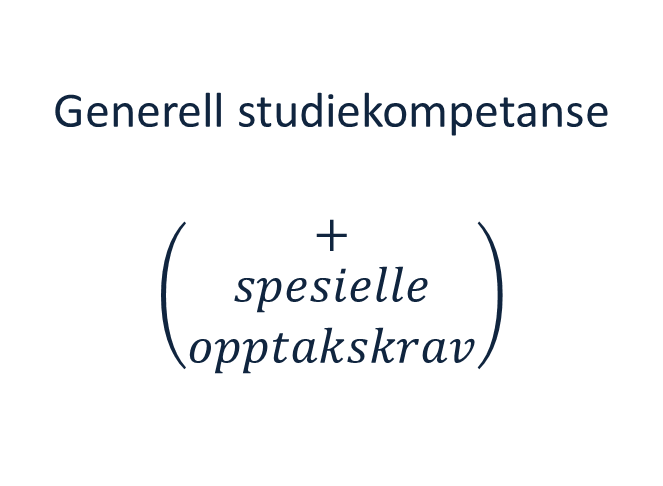 Generell studiekompetanse
+
spesielle
opptakskrav